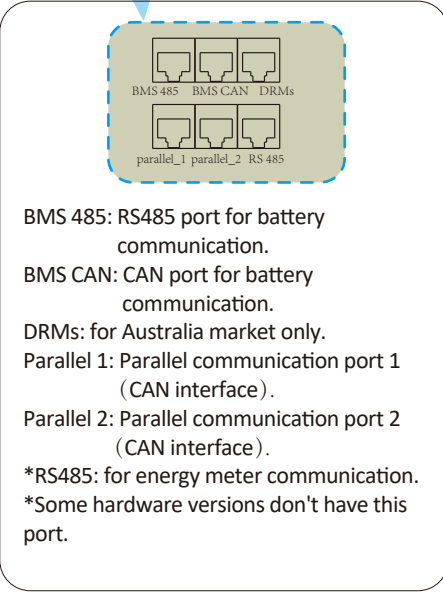 BMS 485 BMS CAN DRMs
parallel_1 parallel_2 RS 485
BMS 485: RS485 port for battery
communication.
BMS CAN: CAN port for battery
communication.
DRMs: for Australia market only.
Parallel 1: Parallel communication port 1
（CAN interface）.
Parallel 2: Parallel communication port 2
（CAN interface）.
*RS485: for energy meter communication.
*Some hardware versions don't have this
port.